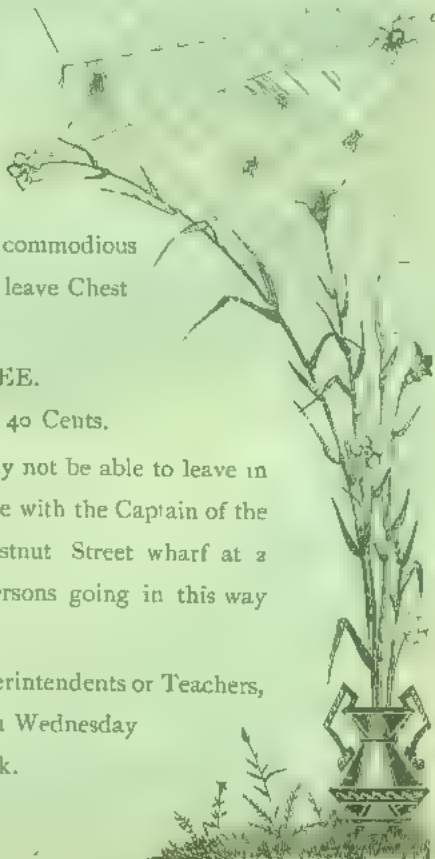 commodious
leave Chest
EE.
40 Cents.
y not be able to leave in
e with the Captain of the
stnut Street wharf at 2
ersons going in this way
erintendents or Teachers,
n Wednesday
k.